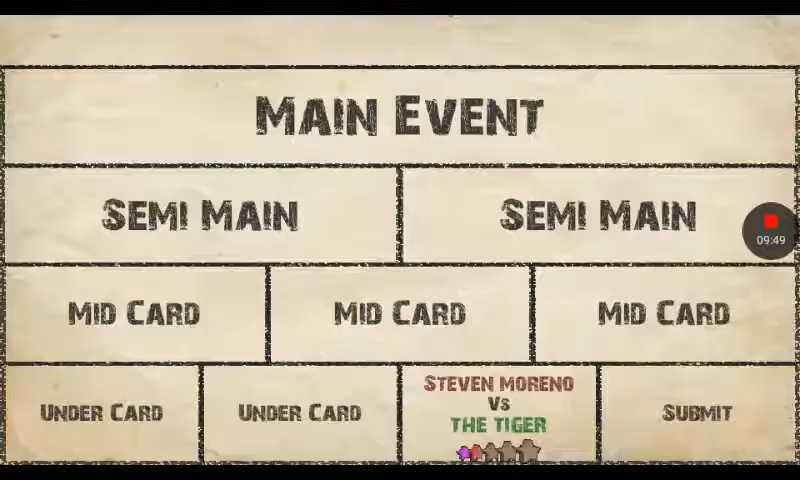 MAIN EVENT
SEMI MAIN
SEMI MAIN
09:49
MID CARD
MID CARD
MID CARD
UNDER CARD
UNDER CARD
STEVEN MORENO
VS
THE TIGER
SUBMIT